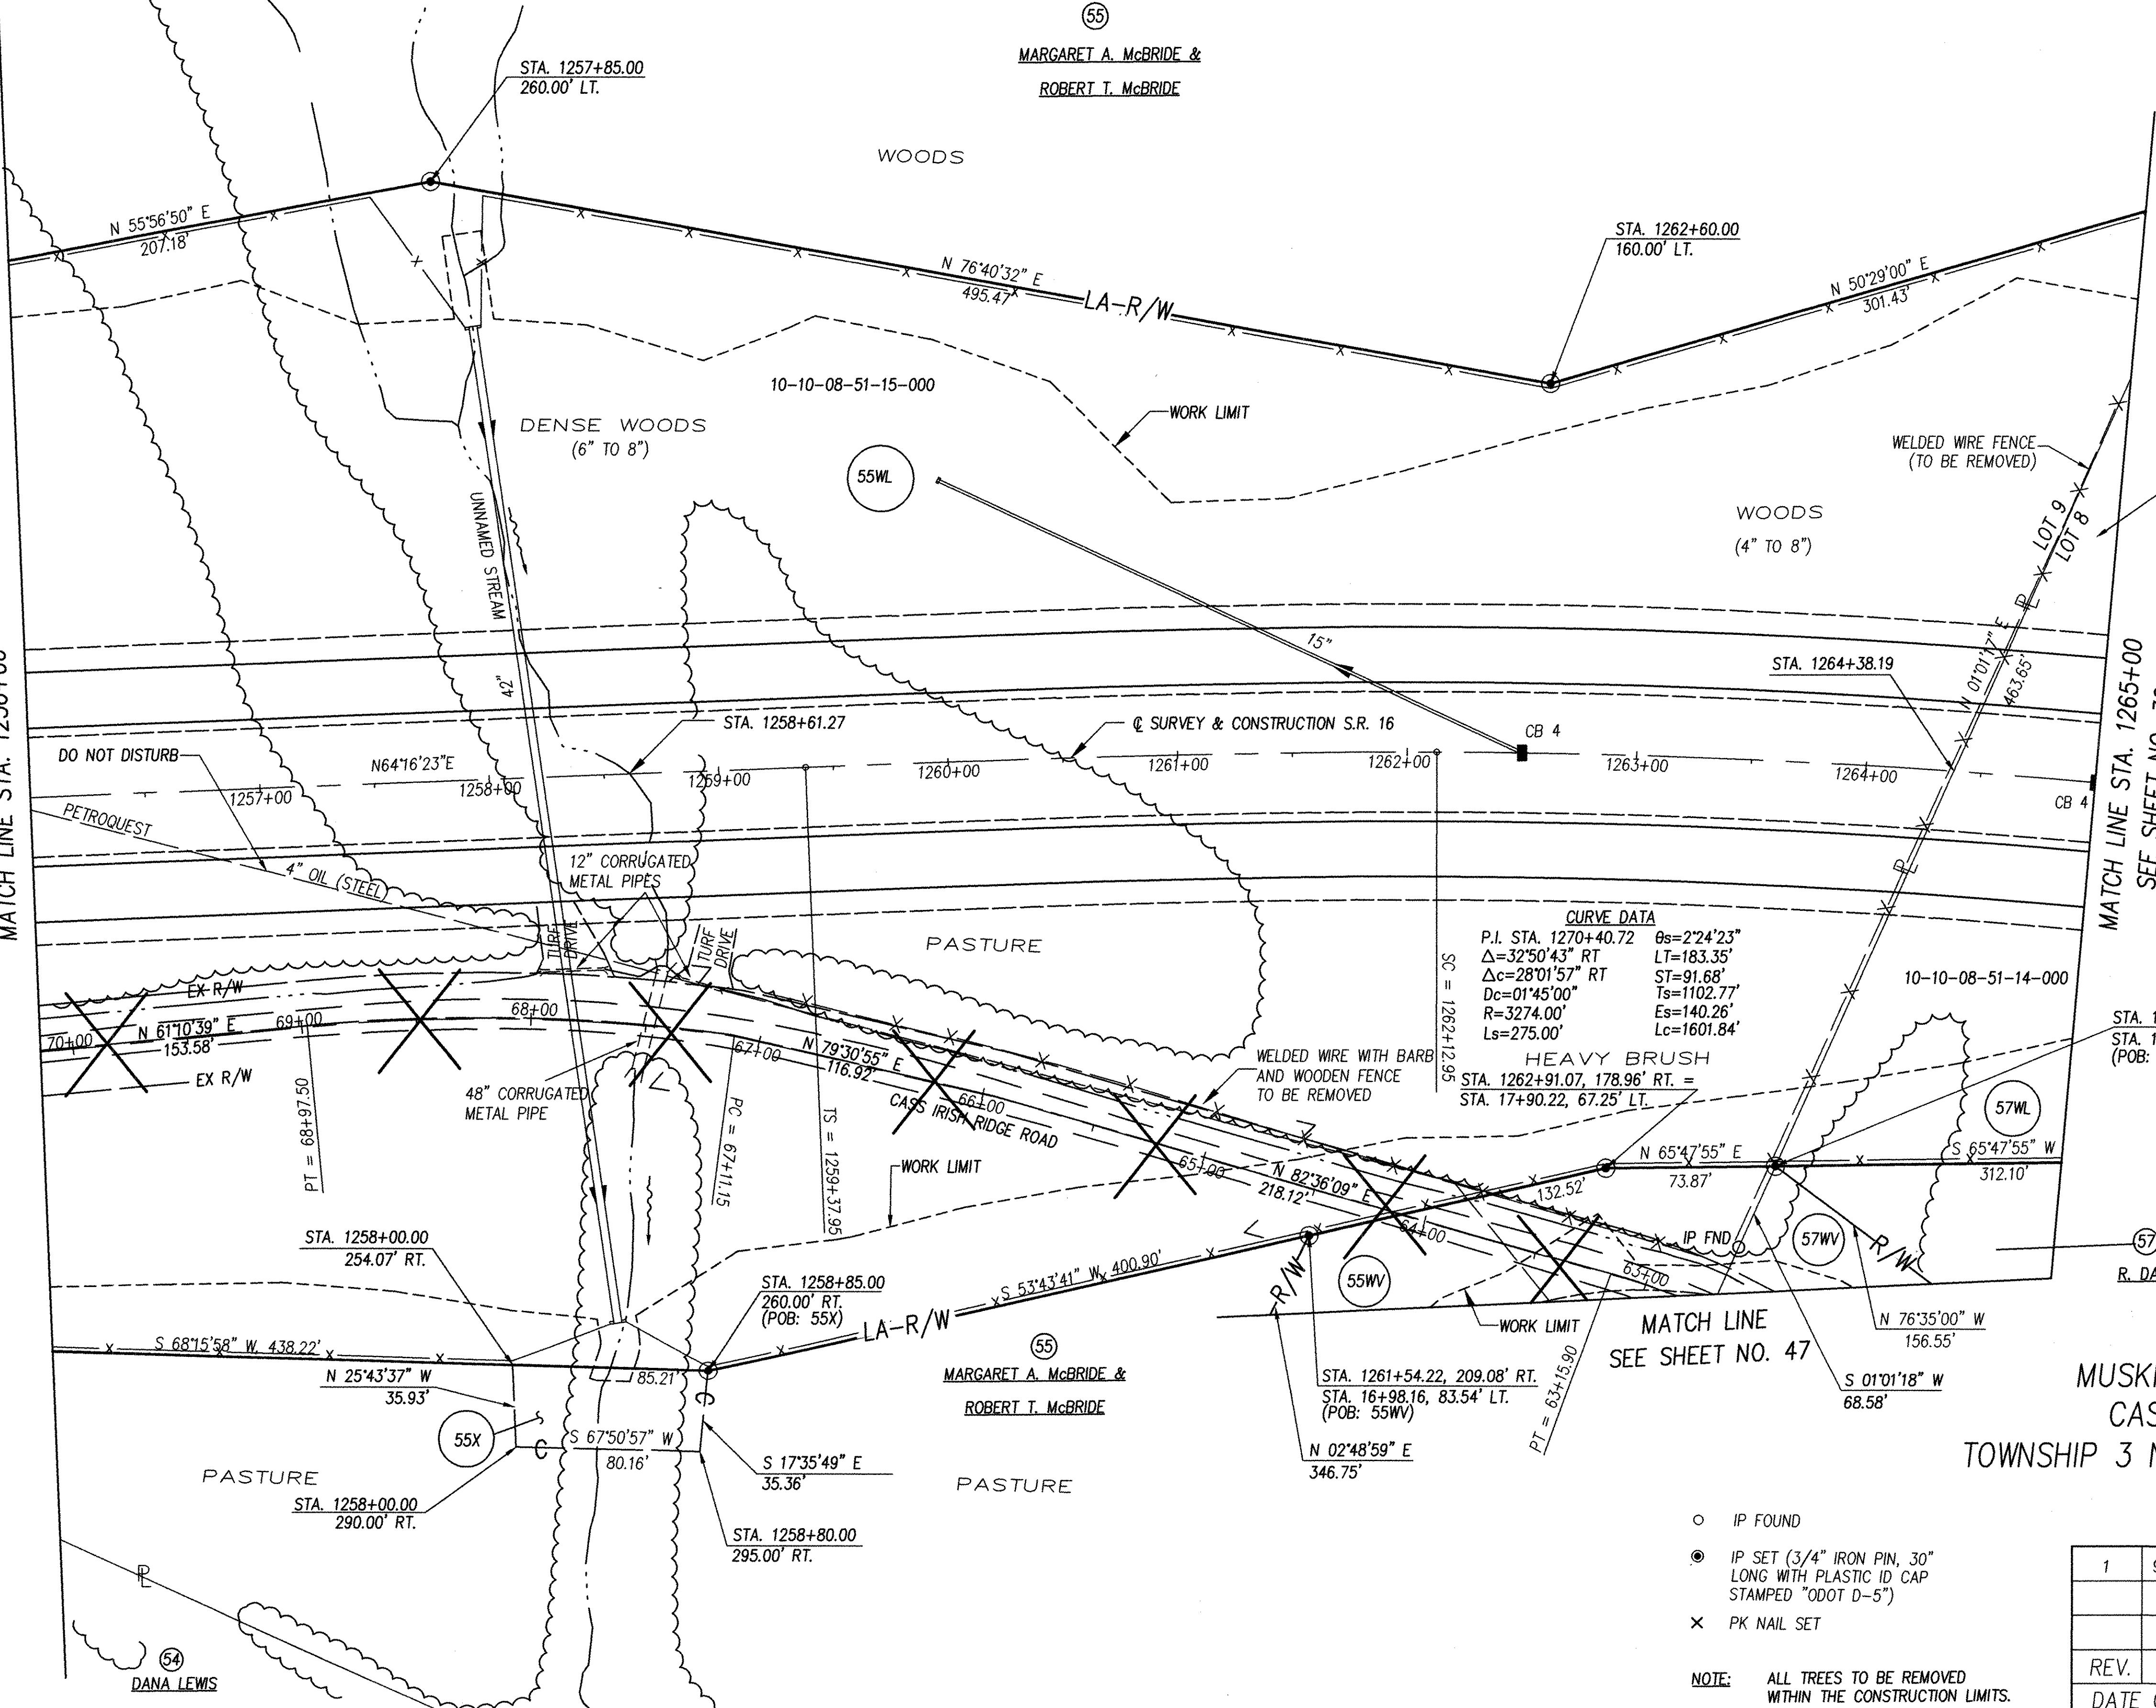 55
MARGARET A. McBRIDE &
ROBERT T. McBRIDE
STA. 1257+85.00
260.00' LT.
WOODS
N 55°56'50" E
207.18'
N 76°40'32" E
495.47'
LA-R/W
STA. 1262+60.00
160.00' LT.
N 50°29'00" E
301.43'
10-10-08-51-15-000
WORK LIMIT
DENSE WOODS
(6" TO 8")
55WL
WELDED WIRE FENCE
(TO BE REMOVED)
WOODS
(4" TO 8")
LOT 9
LOT 8
UNNAMED STREAM
42"
15"
PL
N 01°01'17" E
463.65'
STA. 1264+38.19
STA. 1258+61.27
℄ SURVEY & CONSTRUCTION S.R. 16
CB 4
DO NOT DISTURB
N64°16'23"E
1257+00
1258+00
1259+00
1260+00
1261+00
1262+00
1263+00
1264+00
CB 4
MATCH LINE STA. 1265+00
MATCH LINE STA.
SEE SHEET NO.
PETROQUEST
4" OIL (STEEL)
12" CORRUGATED
METAL PIPES
PL
TURF
DRIVE
TURF
DRIVE
PASTURE
CURVE DATA
P.I. STA. 1270+40.72 θs=2°24'23"
Δ=32°50'43" RT LT=183.35'
Δc=28°01'57" RT ST=91.68'
Dc=01°45'00" Ts=1102.77'
R=3274.00' Es=140.26'
Ls=275.00' Lc=1601.84'
SC = 1262+12.95
10-10-08-51-14-000
EX R/W
70+00
N 61°10'39" E
153.58'
69+00
68+00
67+00
N 79°30'55" E
116.92'
EX R/W
48" CORRUGATED
METAL PIPE
66+00
CASS IRISH RIDGE ROAD
WELDED WIRE WITH BARB
AND WOODEN FENCE
TO BE REMOVED
HEAVY BRUSH
STA. 1262+91.07, 178.96' RT. =
STA. 17+90.22, 67.25' LT.
STA. 1
STA. 1
(POB:
57WL
PT = 68+97.50
PC = 67+11.15
TS = 1259+37.95
WORK LIMIT
65+00
N 82°36'09" E
218.12'
132.52'
N 65°47'55" E
73.87'
S 65°47'55" W
312.10'
64+00
IP FND
57WV
R/W
63+00
STA. 1258+00.00
254.07' RT.
STA. 1258+85.00
260.00' RT.
(POB: 55X)
S 53°43'41" W 400.90'
LA-R/W
R/W
55WV
WORK LIMIT
MATCH LINE
SEE SHEET NO. 47
N 76°35'00" W
156.55'
57
R. DA
S 01°01'18" W
68.58'
S 68°15'58" W 438.22'
85.21'
N 25°43'37" W
35.93'
55
MARGARET A. McBRIDE &
ROBERT T. McBRIDE
STA. 1261+54.22, 209.08' RT.
STA. 16+98.16, 83.54' LT.
(POB: 55WV)
PT = 63+15.90
N 02°48'59" E
346.75'
55X
C
C
S 67°50'57" W
80.16'
S 17°35'49" E
35.36'
PASTURE
PASTURE
STA. 1258+00.00
290.00' RT.
STA. 1258+80.00
295.00' RT.
MUSKI
CAS
TOWNSHIP 3 N
PL
54
DANA LEWIS
IP FOUND
IP SET (3/4" IRON PIN, 30"
LONG WITH PLASTIC ID CAP
STAMPED "ODOT D-5")
PK NAIL SET
NOTE: ALL TREES TO BE REMOVED
WITHIN THE CONSTRUCTION LIMITS.
1
REV.
DATE